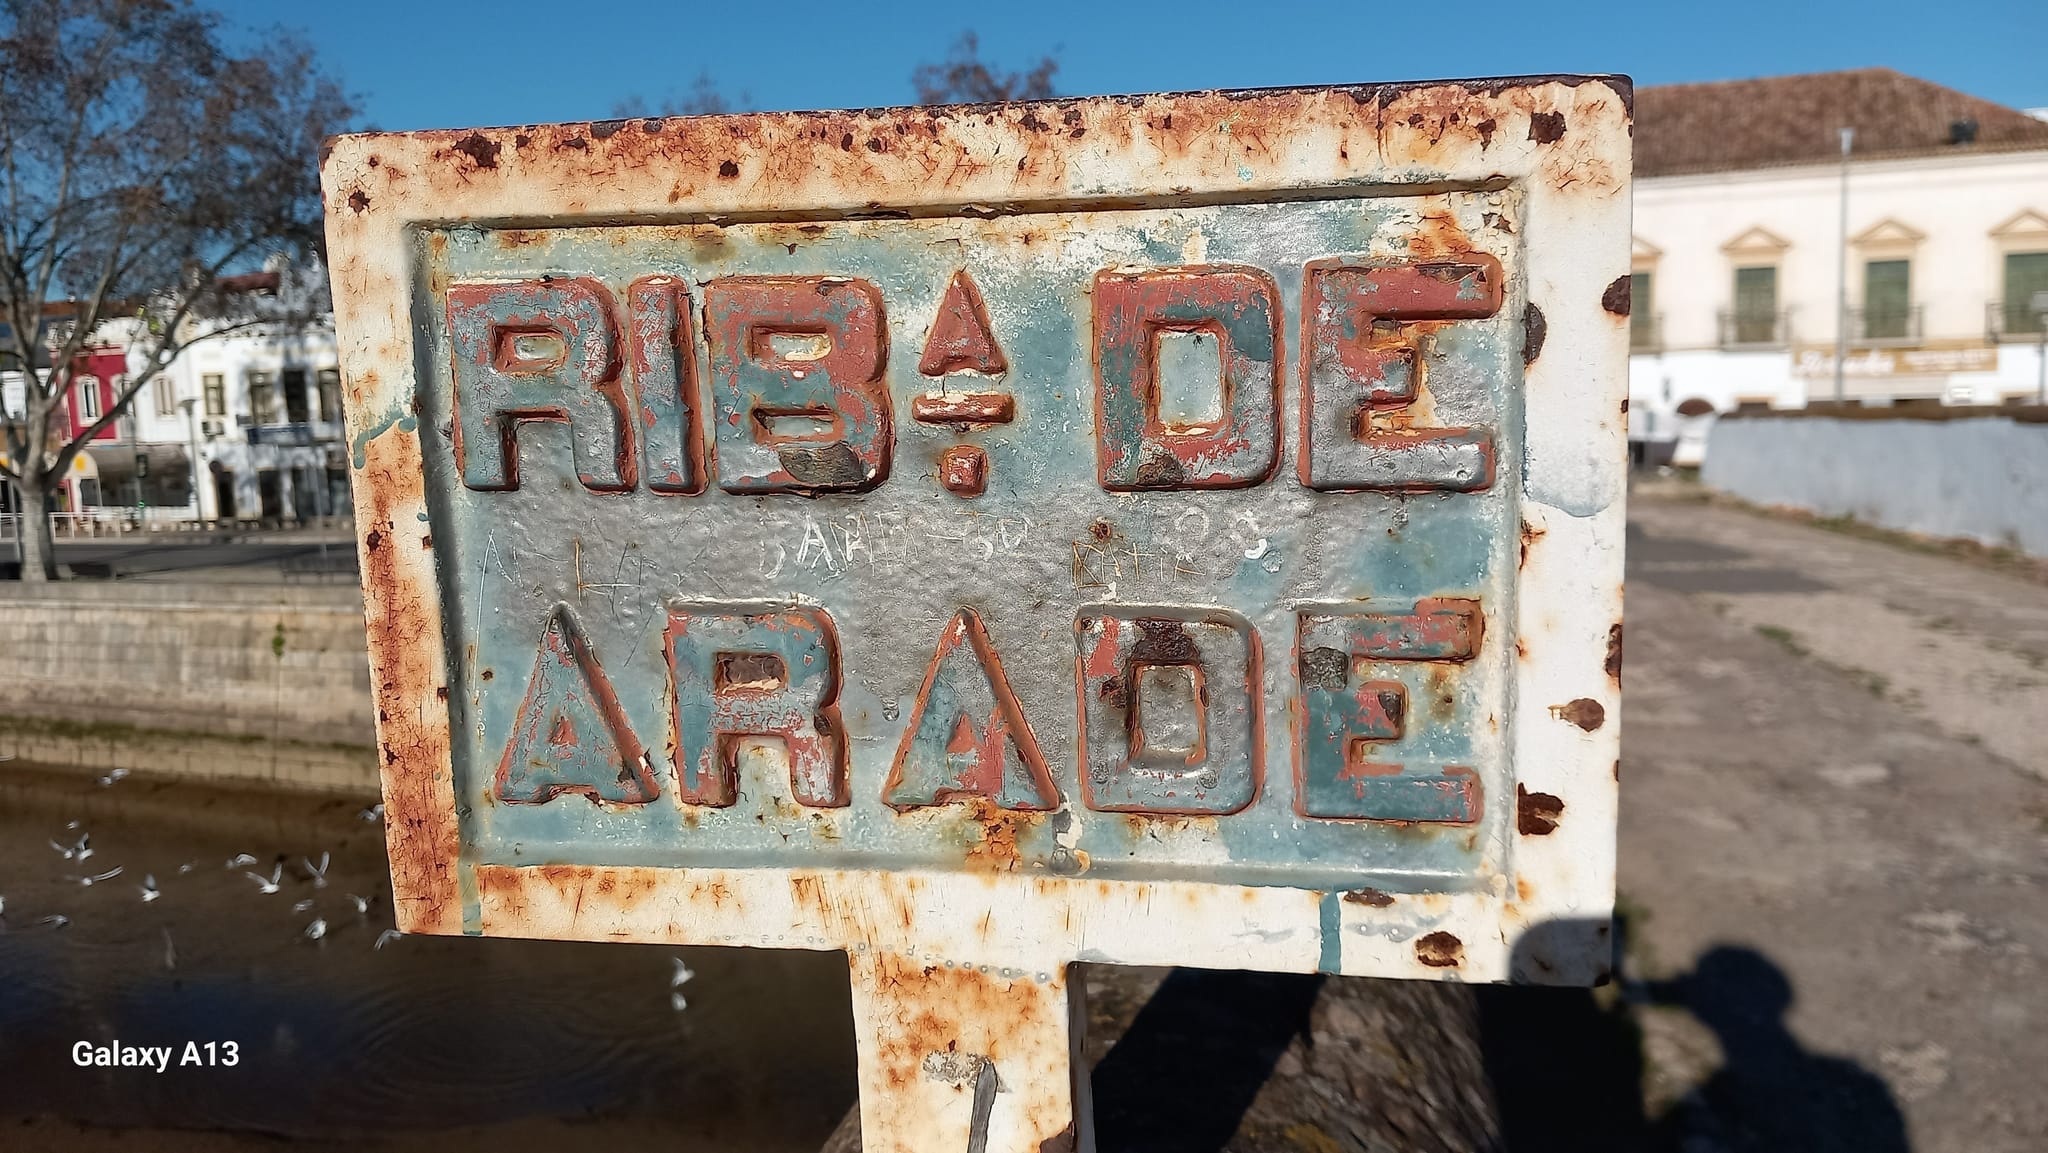 RIBᴬ. DE
ARADE
Galaxy A13